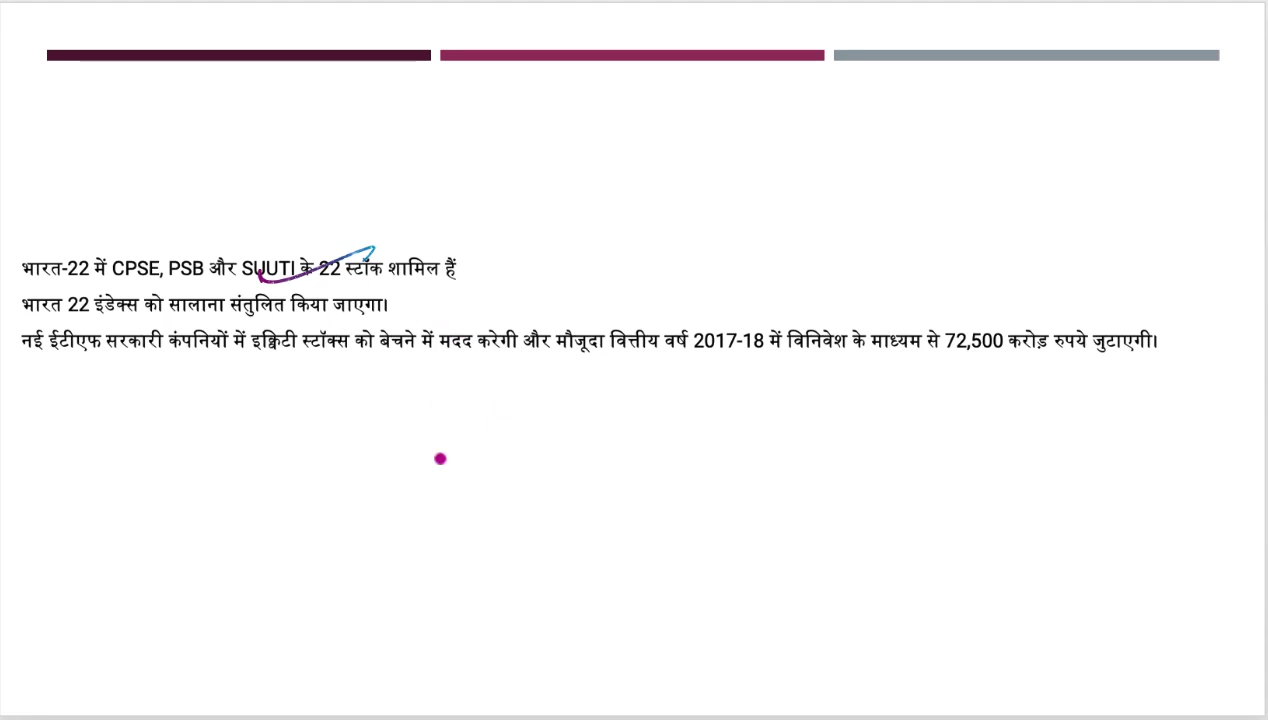 भारत-22 में CPSE, PSB और SUUTI के 22 स्टॉक शामिल हैं
भारत 22 इंडेक्स को सालाना संतुलित किया जाएगा।
नई ईटीएफ सरकारी कंपनियों में इक्विटी स्टॉक्स को बेचने में मदद करेगी और मौजूदा वित्तीय वर्ष 2017-18 में विनिवेश के माध्यम से 72,500 करोड़ रुपये जुटाएगी।